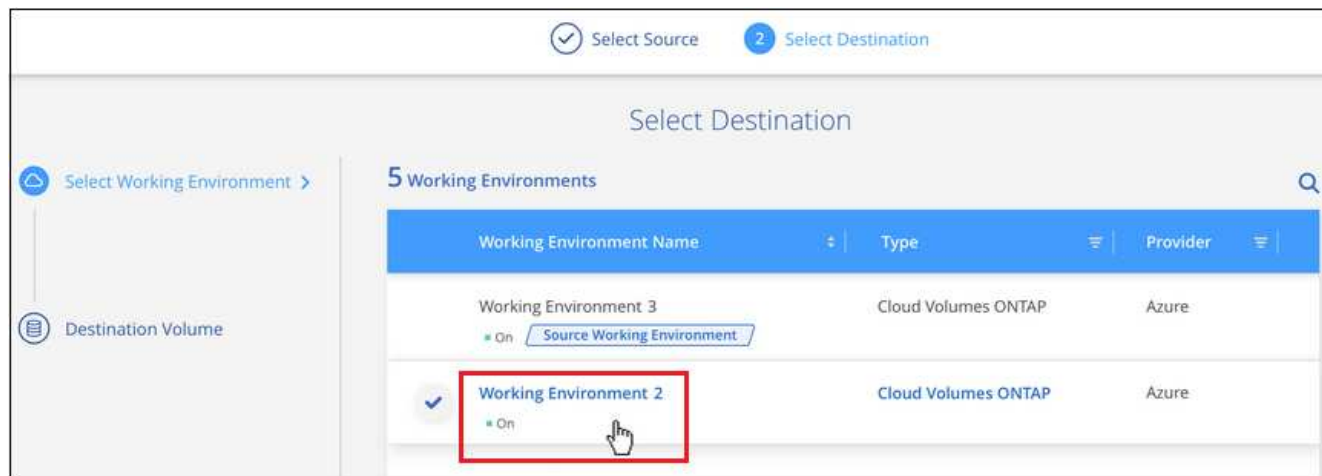 Select Source
2 Select Destination
Select Destination
Select Working Environment >
Destination Volume
5 Working Environments
Working Environment Name Type Provider
Working Environment 3 Cloud Volumes ONTAP Azure
On Source Working Environment
Working Environment 2 Cloud Volumes ONTAP Azure
On